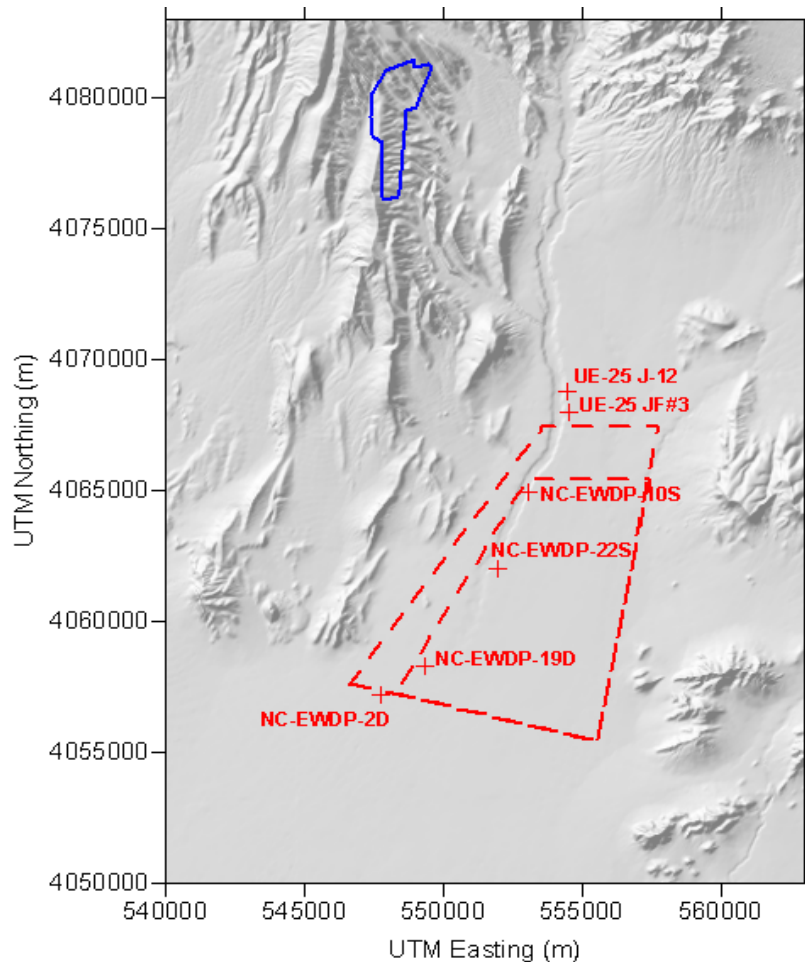 4080000
4075000
4070000
UE-25 J-12
UE-25 JF#3
UTM Northing (m)
4065000
NC-EWDP-10S
NC-EWDP-22S
4060000
NC-EWDP-19D
NC-EWDP-2D
4055000
4050000
540000 545000 550000 555000 560000
UTM Easting (m)